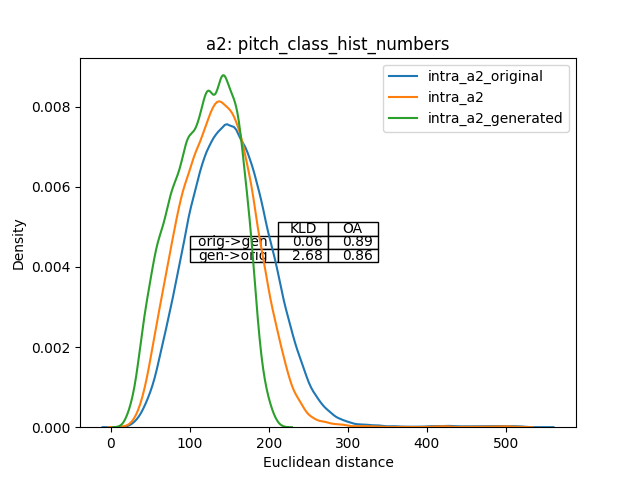 a2: pitch_class_hist_numbers
intra_a2_original
intra_a2
intra_a2_generated
0.008
0.006
0.004
0.002
0.000
Density
KLD OA
orig->gen 0.06 0.89
gen->orig 2.68 0.86
0 100 200 300 400 500
Euclidean distance